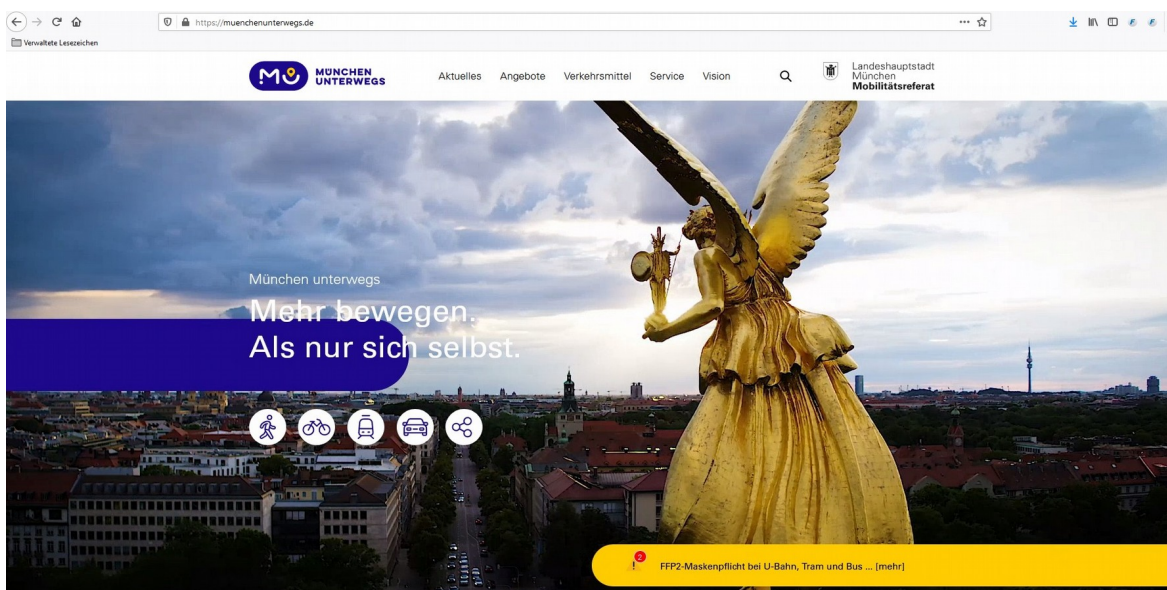 https://muenchenunterwegs.de
Verwaltete Lesezeichen
MÜNCHEN
UNTERWEGS
Aktuelles Angebote Verkehrsmittel Service Vision
Landeshauptstadt
München
Mobilitätsreferat
München unterwegs
Mehr bewegen.
Als nur sich selbst.
2
FFP2-Maskenpflicht bei U-Bahn, Tram und Bus ... [mehr]